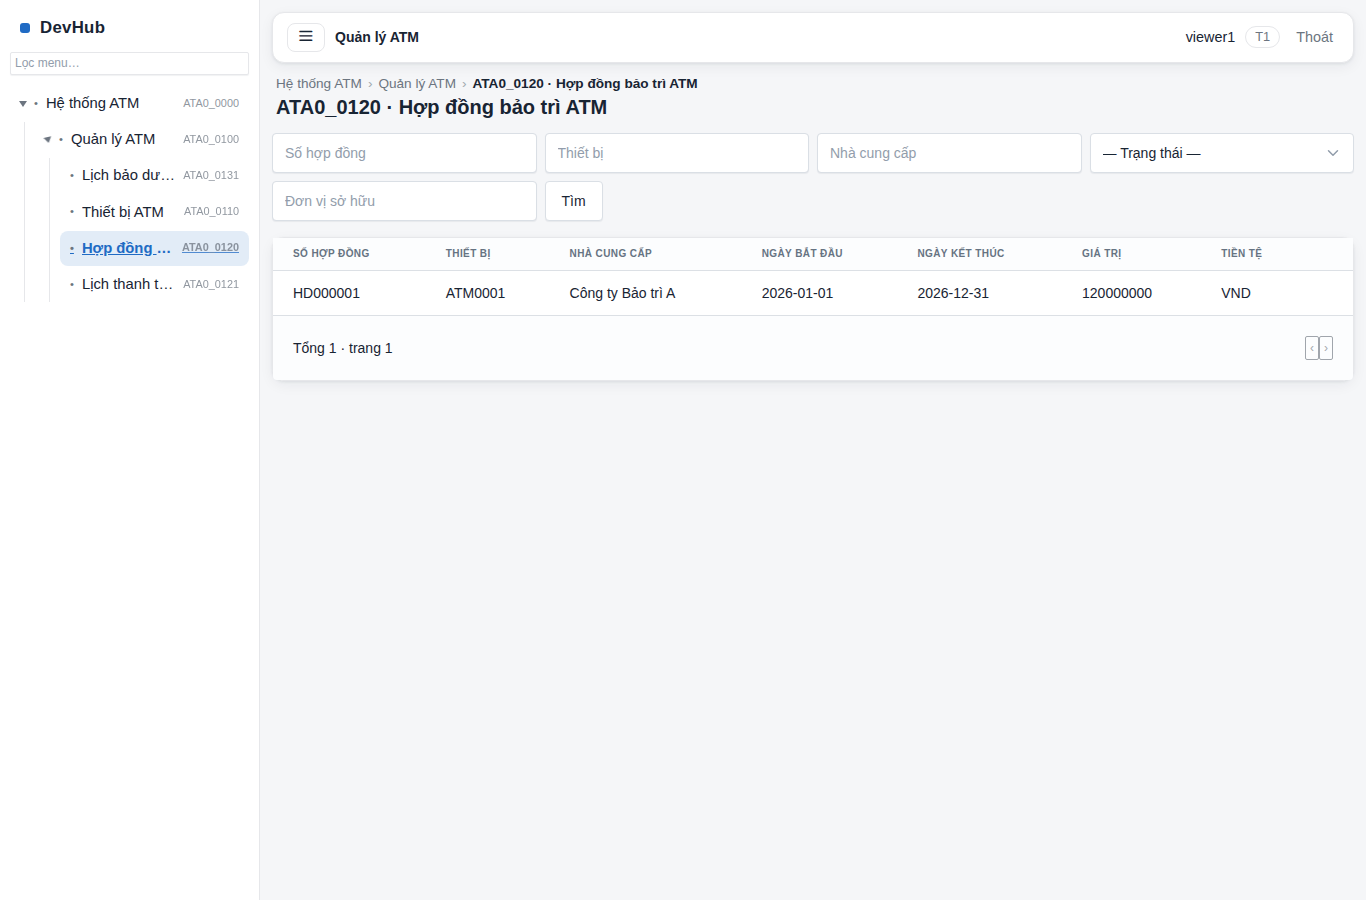 DevHub
Lọc menu…
Hệ thống ATM ATA0_0000
Quản lý ATM ATA0_0100
Lịch bảo dư… ATA0_0131
Thiết bị ATM ATA0_0110
Hợp đồng … ATA0_0120
Lịch thanh t… ATA0_0121
Quản lý ATM
viewer1 T1 Thoát
Hệ thống ATM › Quản lý ATM › ATA0_0120 · Hợp đồng bảo trì ATM
ATA0_0120 · Hợp đồng bảo trì ATM
Số hợp đồng Thiết bị Nhà cung cấp — Trạng thái —
Đơn vị sở hữu Tìm
SỐ HỢP ĐỒNG THIẾT BỊ NHÀ CUNG CẤP NGÀY BẮT ĐẦU NGÀY KẾT THÚC GIÁ TRỊ TIỀN TỆ
HD000001 ATM0001 Công ty Bảo trì A 2026-01-01 2026-12-31 120000000 VND
Tổng 1 · trang 1 ‹ ›